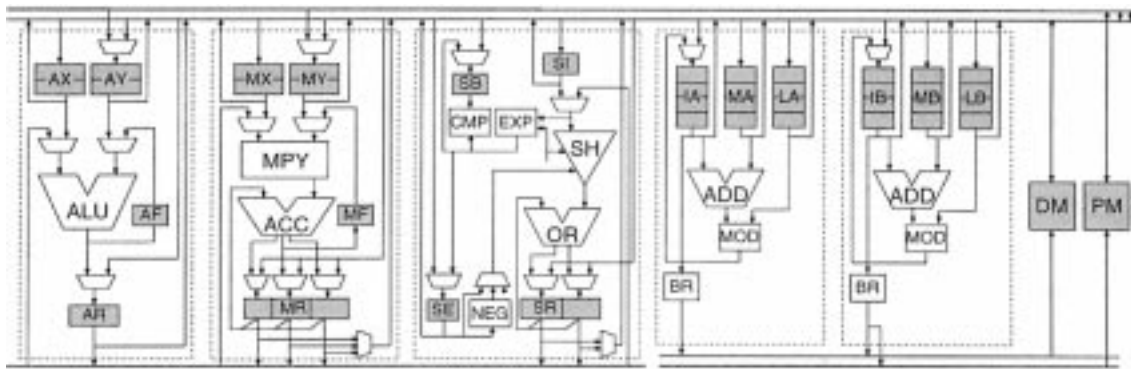 AX AY
ALU
AF
AR
MX MY
MPY
ACC
MF
MR
SB
SI
CMP EXP
SH
OR
SE
NEG
SR
IA MA LA
ADD
MOD
BR
IB MB LB
ADD
MOD
BR
DM PM